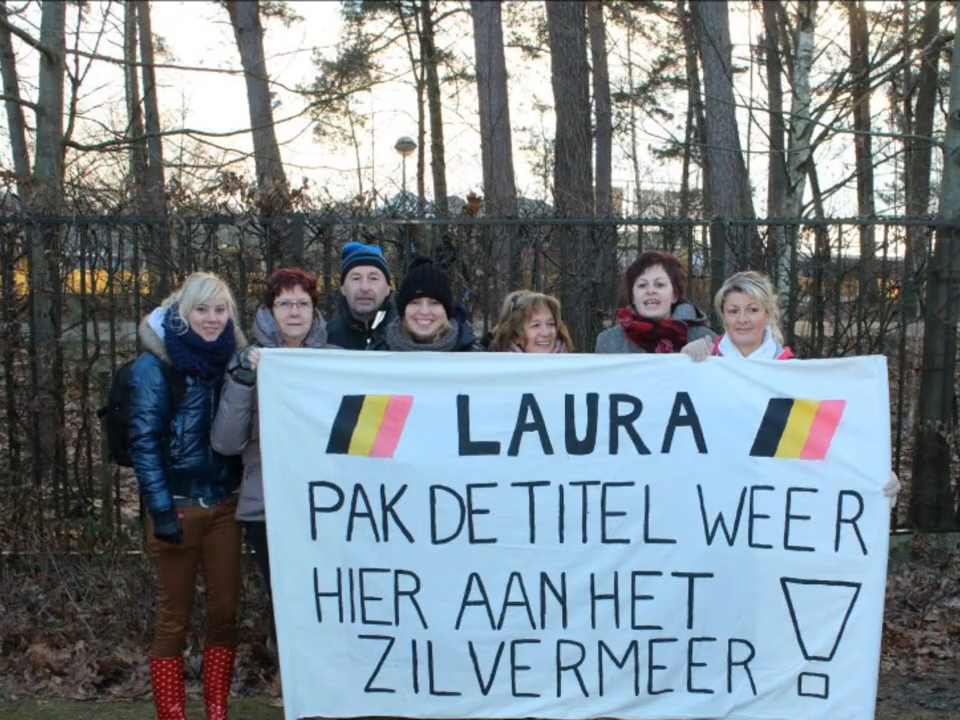 LAURA
PAK DE TITEL WEER
HIER AAN HET
ZILVERMEER !